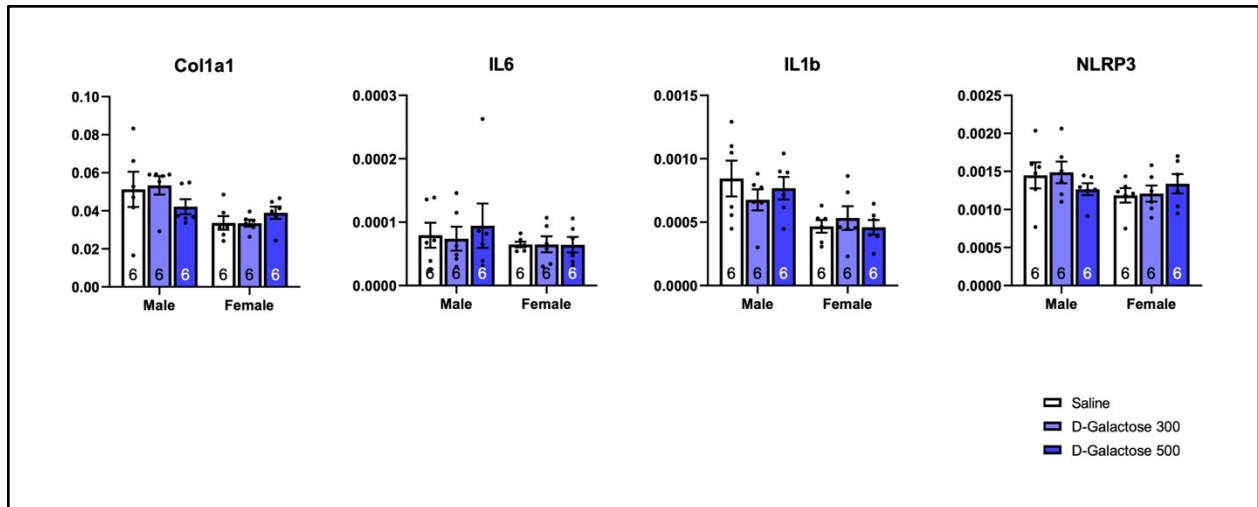 Col1a1
0.10
0.08
0.06
0.04
0.02
0.00
6 6 6 6 6 6
Male Female
IL6
0.0003
0.0002
0.0001
0.0000
6 6 6 6 6 6
Male Female
IL1b
0.0015
0.0010
0.0005
0.0000
6 6 6 6 6 6
Male Female
NLRP3
0.0025
0.0020
0.0015
0.0010
0.0005
0.0000
6 6 6 6 6 6
Male Female
Saline
D-Galactose 300
D-Galactose 500